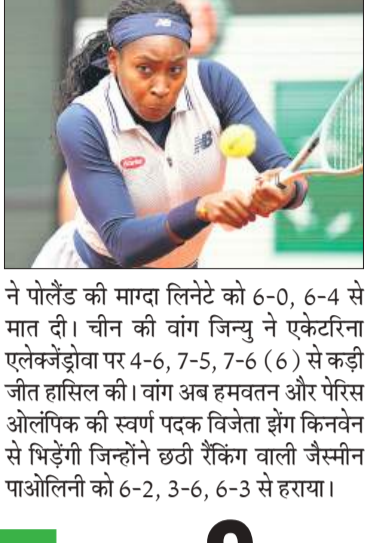 ने पोलैंड की माग्दा लिनेटे को 6-0, 6-4 से
मात दी। चीन की वांग जिन्यु ने एकेटरिना
एलेक्जेंड्रोवा पर 4-6, 7-5, 7-6 (6) से कड़ी
जीत हासिल की। वांग अब हमवतन और पेरिस
ओलंपिक की स्वर्ण पदक विजेता झेंग किनवेन
से भिड़ेंगी जिन्होंने छठी रैंकिंग वाली जैस्मीन
पाओलिनी को 6-2, 3-6, 6-3 से हराया।